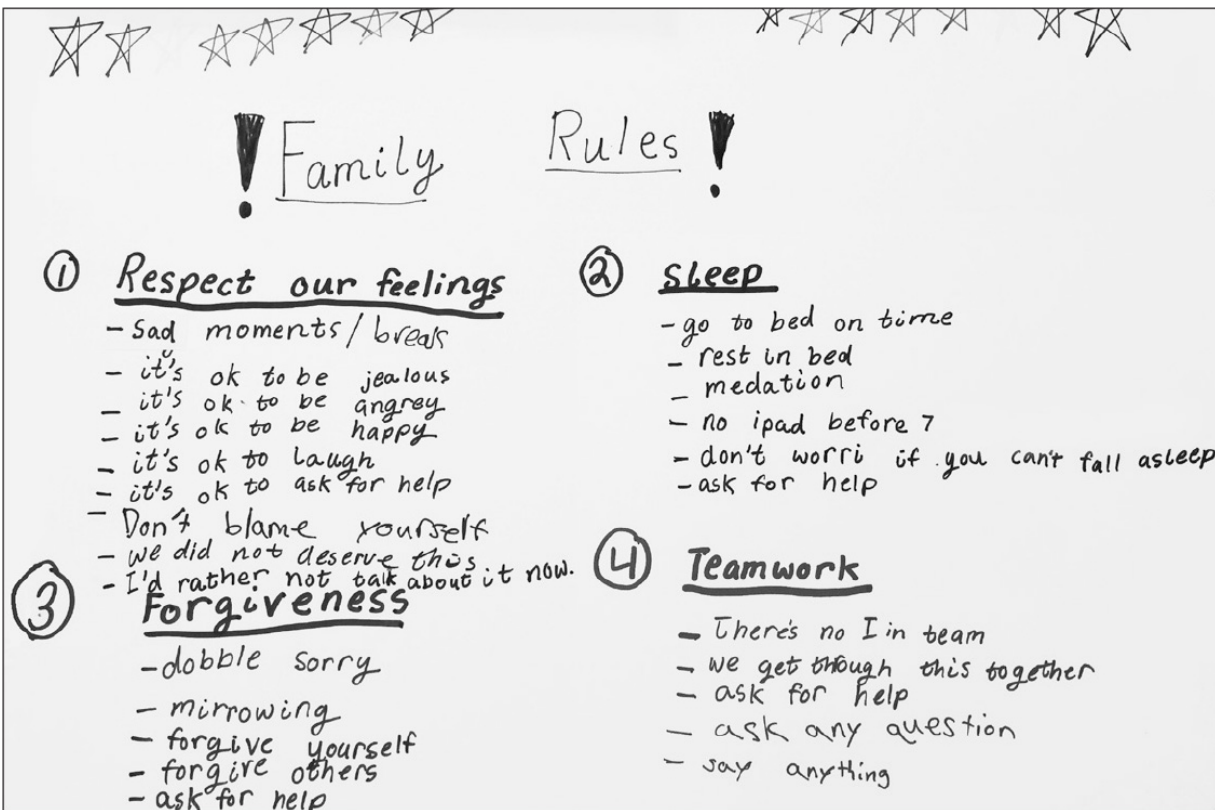 ! Family Rules !
① Respect our feelings
- Sad moments / break
- it's ok to be jealous
- it's ok to be angrey
- it's ok to be happy
- it's ok to laugh
- it's ok to ask for help
- Don't blame yourself
- we did not deserve this
- I'd rather not talk about it now.
② Sleep
- go to bed on time
- rest in bed
- medation
- no ipad before 7
- don't worri if you can't fall asleep
- ask for help
③ Forgiveness
- dobble sorry
- mirrowing
- forgive yourself
- forgive others
- ask for help
④ Teamwork
- There's no I in team
- we get though this together
- ask for help
- ask any question
- say anything